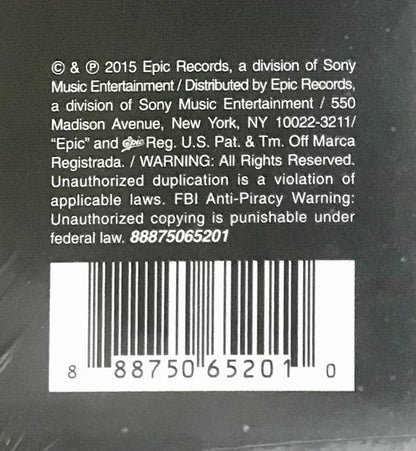 © & ℗ 2015 Epic Records, a division of Sony
Music Entertainment / Distributed by Epic Records,
a division of Sony Music Entertainment / 550
Madison Avenue, New York, NY 10022-3211/
"Epic" and Epic Reg. U.S. Pat. & Tm. Off Marca
Registrada. / WARNING: All Rights Reserved.
Unauthorized duplication is a violation of
applicable laws. FBI Anti-Piracy Warning:
Unauthorized copying is punishable under
federal law. 88875065201
8 88750 65201 0